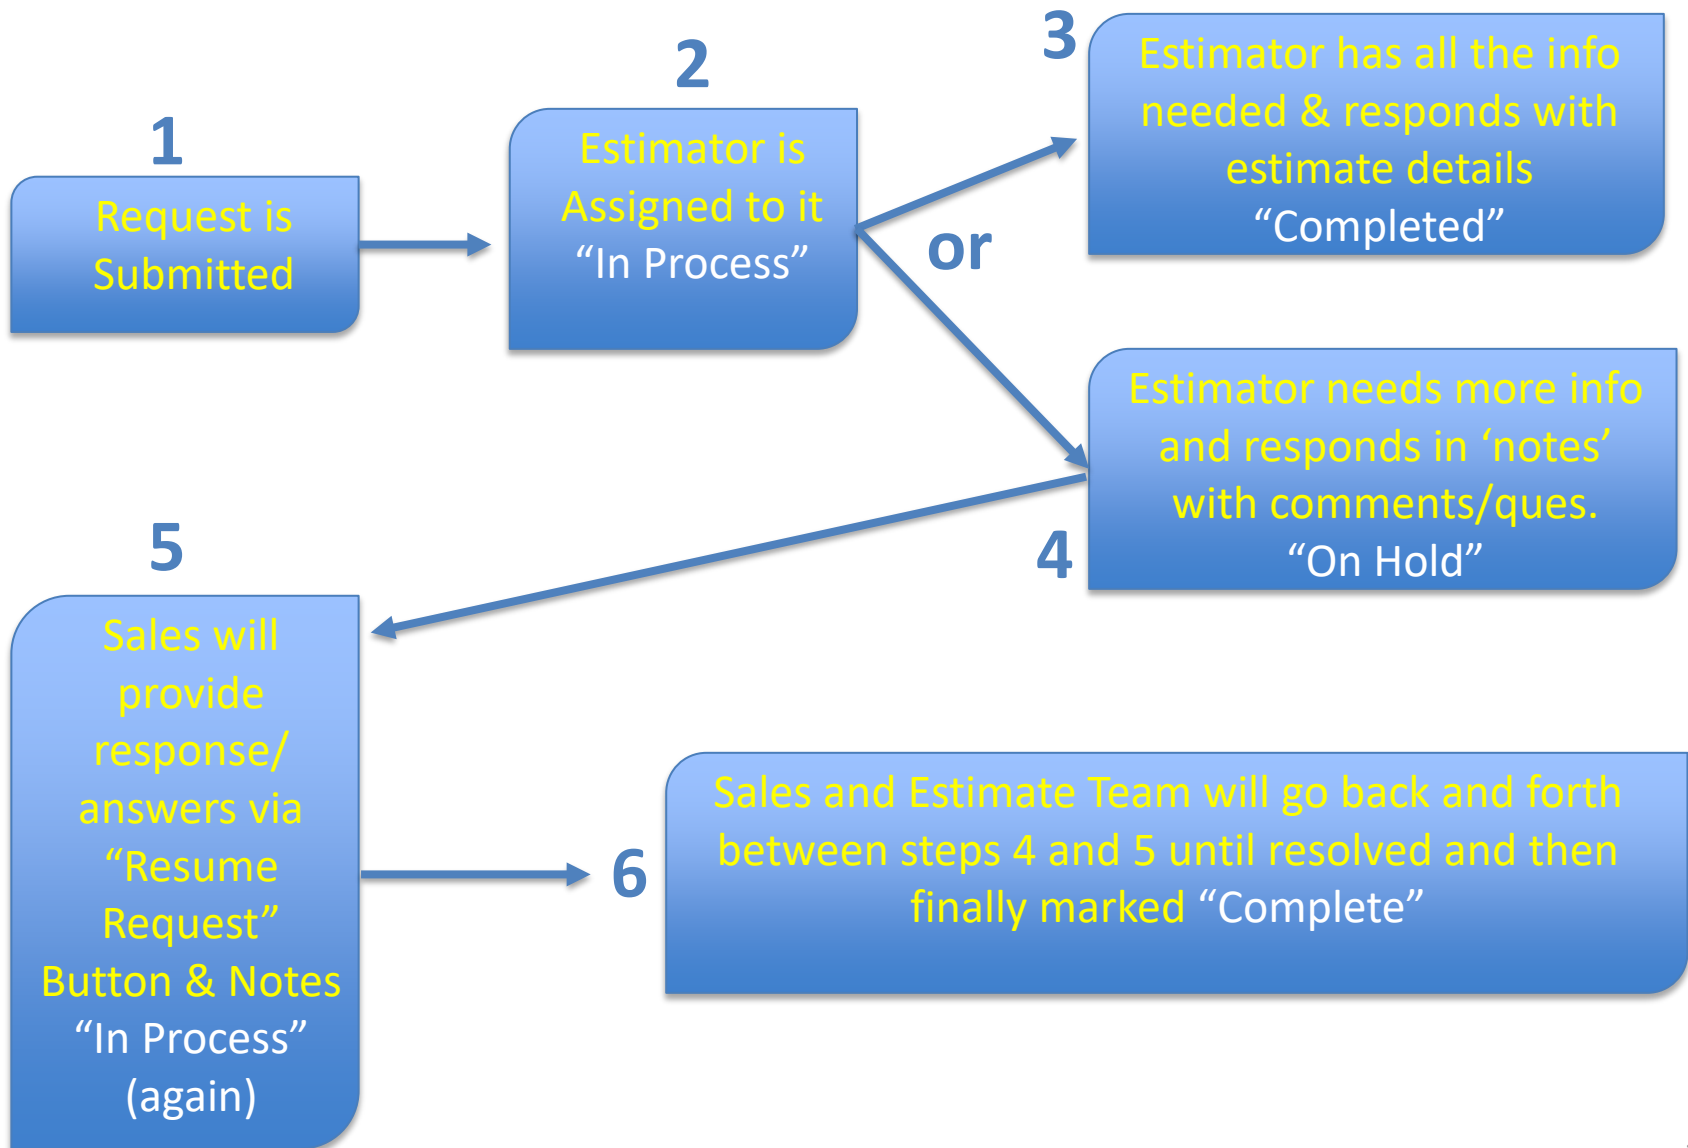 1
Request is
Submitted
2
Estimator is
Assigned to it
“In Process”
or
3
Estimator has all the info
needed & responds with
estimate details
“Completed”
4
Estimator needs more info
and responds in ‘notes’
with comments/ques.
“On Hold”
5
Sales will
provide
response/
answers via
“Resume
Request”
Button & Notes
“In Process”
(again)
6
Sales and Estimate Team will go back and forth
between steps 4 and 5 until resolved and then
finally marked “Complete”